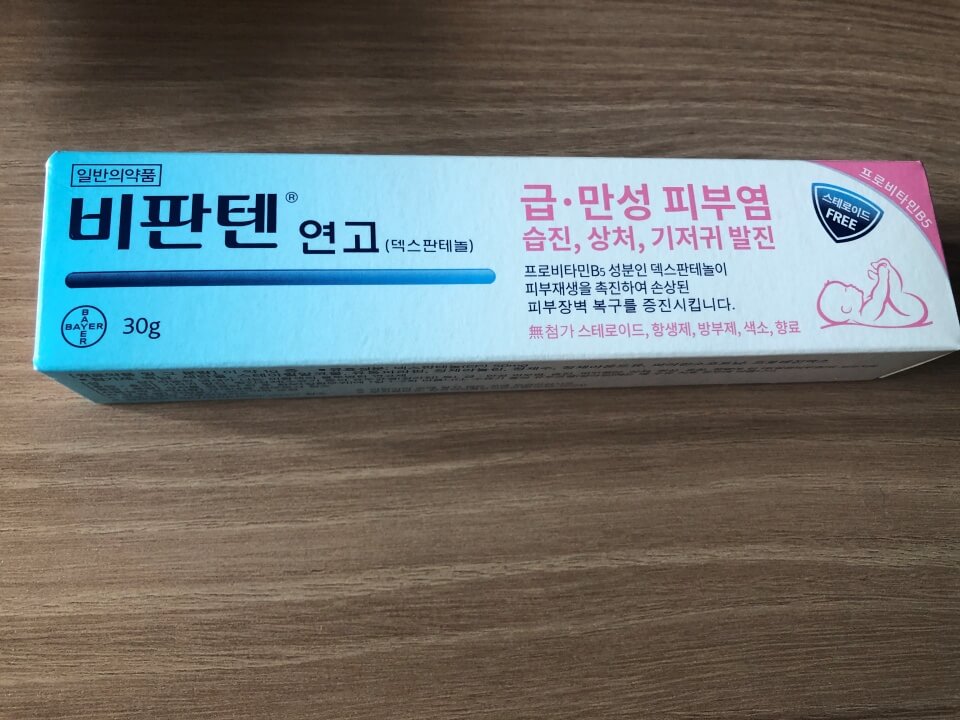 일반의약품
비판텐® 연고 (덱스판테놀)
BAYER
BAYER
30g
급·만성 피부염
습진, 상처, 기저귀 발진
프로비타민B5 성분인 덱스판테놀이
피부재생을 촉진하여 손상된
피부장벽 복구를 증진시킵니다.
無첨가 스테로이드, 항생제, 방부제, 색소, 향료
스테로이드
FREE
프로비타민B5